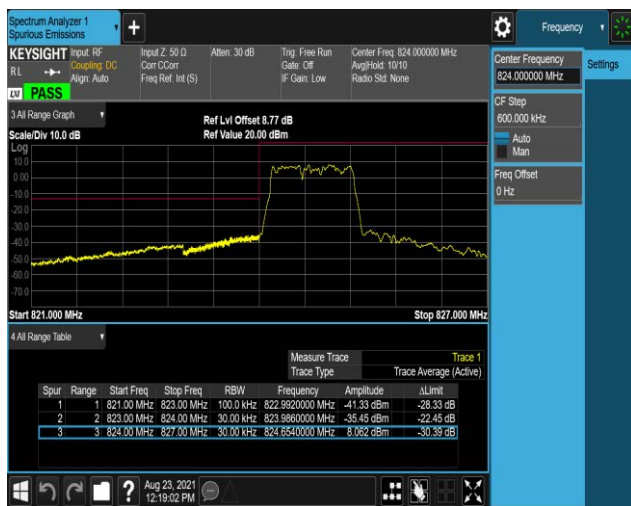 Spectrum Analyzer 1
Spurious Emissions
+
Frequency
KEYSIGHT
RL
Input: RF
Coupling: DC
Align: Auto
Input Z: 50 Ω
Corr CCorr
Freq Ref: Int (S)
Atten: 30 dB
Trig: Free Run
Gate: Off
IF Gain: Low
Center Freq: 824.000000 MHz
Avg|Hold: 10/10
Radio Std: None
LXI PASS
Center Frequency
824.000000 MHz
Settings
CF Step
600.000 kHz
Auto
Man
Freq Offset
0 Hz
3 All Range Graph
Scale/Div 10.0 dB
Ref Lvl Offset 8.77 dB
Ref Value 20.00 dBm
Log
10.0
0.00
-10.0
-20.0
-30.0
-40.0
-50.0
-60.0
-70.0
Start 821.000 MHz
Stop 827.000 MHz
4 All Range Table
Measure Trace Trace 1
Trace Type Trace Average (Active)
Spur Range Start Freq Stop Freq RBW Frequency Amplitude ΔLimit
1 1 821.00 MHz 823.00 MHz 100.0 kHz 822.9920000 MHz -41.33 dBm -28.33 dB
2 2 823.00 MHz 824.00 MHz 30.00 kHz 823.9860000 MHz -35.45 dBm -22.45 dB
3 3 824.00 MHz 827.00 MHz 30.00 kHz 824.6540000 MHz 8.062 dBm -30.39 dB
?
Aug 23, 2021
12:19:02 PM